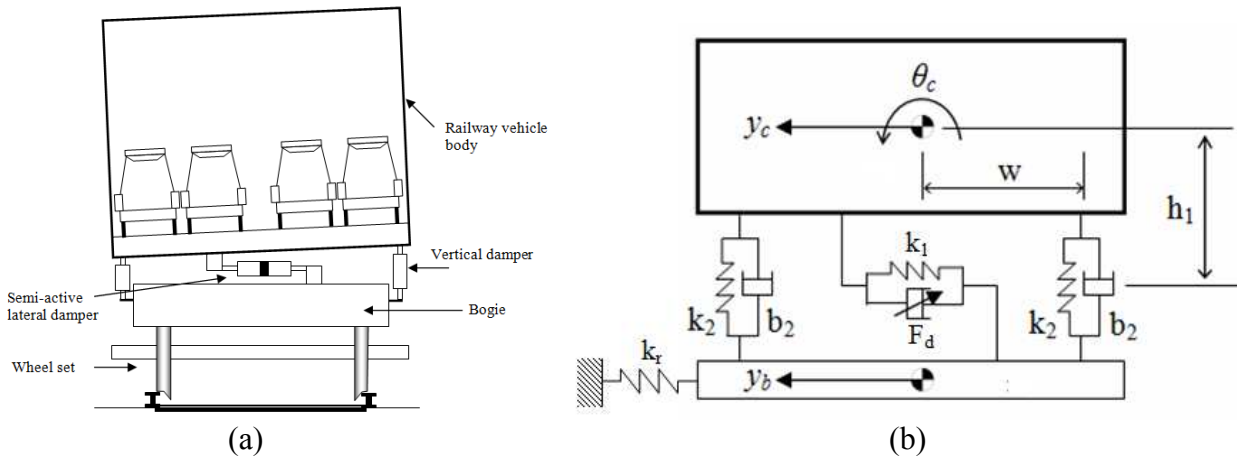 Railway vehicle
body
Vertical damper
Semi-active
lateral damper
Bogie
Wheel set
(a)
θc
yc
w
h1
k1
k2
b2
Fd
k2
b2
kr
yb
(b)